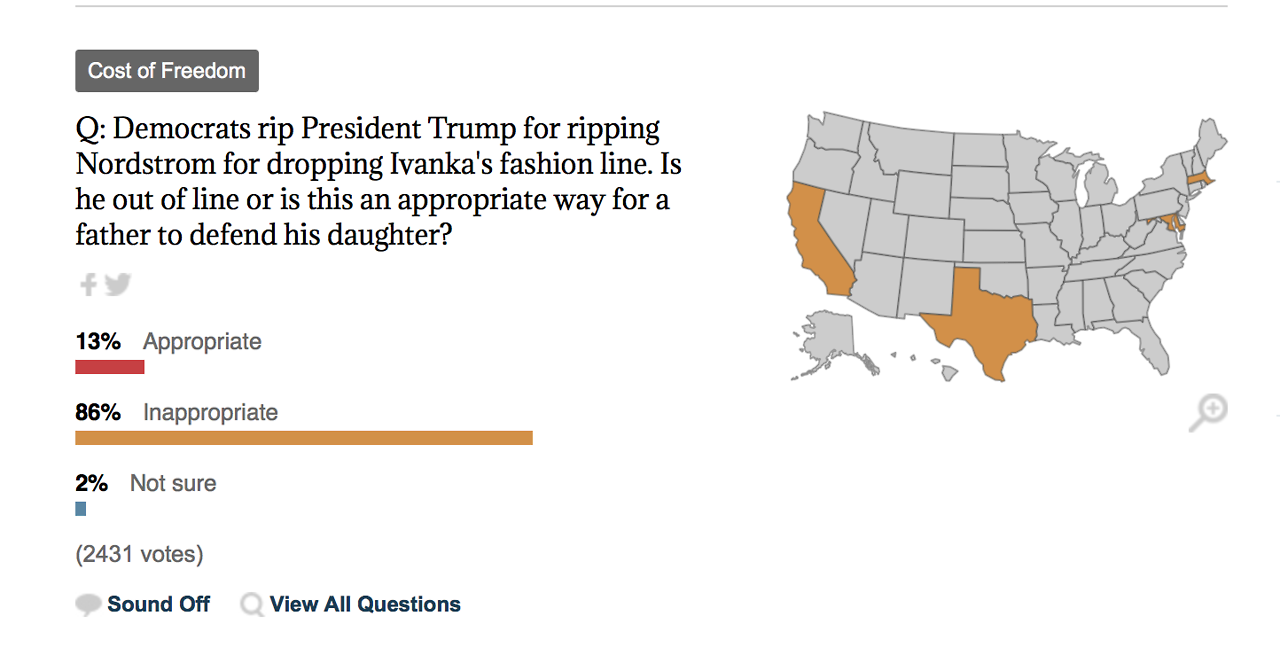 Cost of Freedom
Q: Democrats rip President Trump for ripping
Nordstrom for dropping Ivanka's fashion line. Is
he out of line or is this an appropriate way for a
father to defend his daughter?
13% Appropriate
86% Inappropriate
2% Not sure
(2431 votes)
Sound Off View All Questions